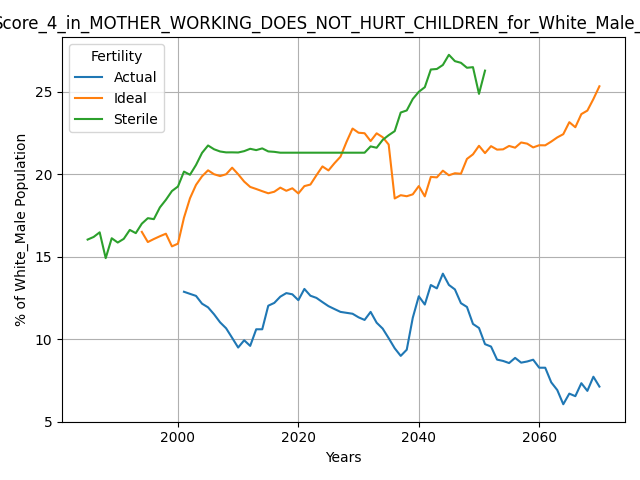 Score_4_in_MOTHER_WORKING_DOES_NOT_HURT_CHILDREN_for_White_Male_
Fertility
Actual
Ideal
Sterile
% of White_Male Population
25
20
15
10
5
2000 2020 2040 2060
Years